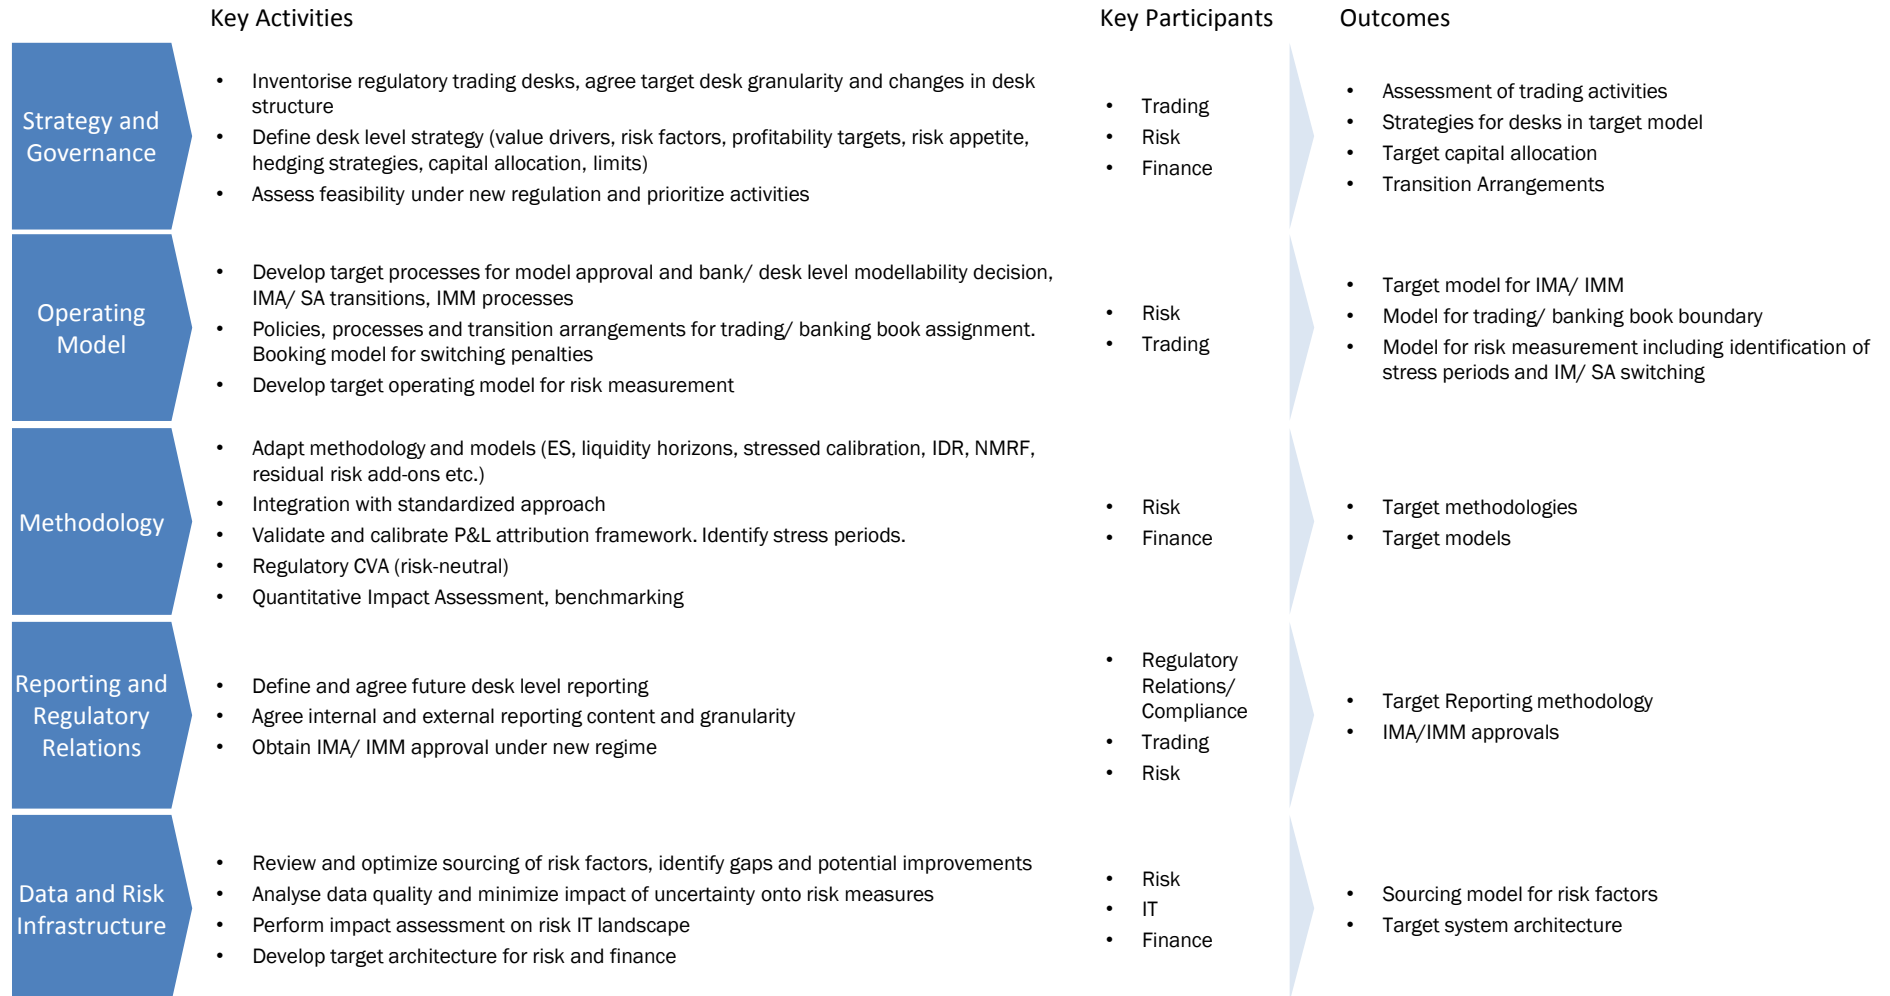 Key Activities
Key Participants
Outcomes
Strategy and
Governance
• Inventorise regulatory trading desks, agree target desk granularity and changes in desk
structure
• Define desk level strategy (value drivers, risk factors, profitability targets, risk appetite,
hedging strategies, capital allocation, limits)
• Assess feasibility under new regulation and prioritize activities
• Trading
• Risk
• Finance
• Assessment of trading activities
• Strategies for desks in target model
• Target capital allocation
• Transition Arrangements
Operating
Model
• Develop target processes for model approval and bank/ desk level modellability decision,
IMA/ SA transitions, IMM processes
• Policies, processes and transition arrangements for trading/ banking book assignment.
Booking model for switching penalties
• Develop target operating model for risk measurement
• Risk
• Trading
• Target model for IMA/ IMM
• Model for trading/ banking book boundary
• Model for risk measurement including identification of
stress periods and IM/ SA switching
Methodology
• Adapt methodology and models (ES, liquidity horizons, stressed calibration, IDR, NMRF,
residual risk add-ons etc.)
• Integration with standardized approach
• Validate and calibrate P&L attribution framework. Identify stress periods.
• Regulatory CVA (risk-neutral)
• Quantitative Impact Assessment, benchmarking
• Risk
• Finance
• Target methodologies
• Target models
Reporting and
Regulatory
Relations
• Define and agree future desk level reporting
• Agree internal and external reporting content and granularity
• Obtain IMA/ IMM approval under new regime
• Regulatory
Relations/
Compliance
• Trading
• Risk
• Target Reporting methodology
• IMA/IMM approvals
Data and Risk
Infrastructure
• Review and optimize sourcing of risk factors, identify gaps and potential improvements
• Analyse data quality and minimize impact of uncertainty onto risk measures
• Perform impact assessment on risk IT landscape
• Develop target architecture for risk and finance
• Risk
• IT
• Finance
• Sourcing model for risk factors
• Target system architecture